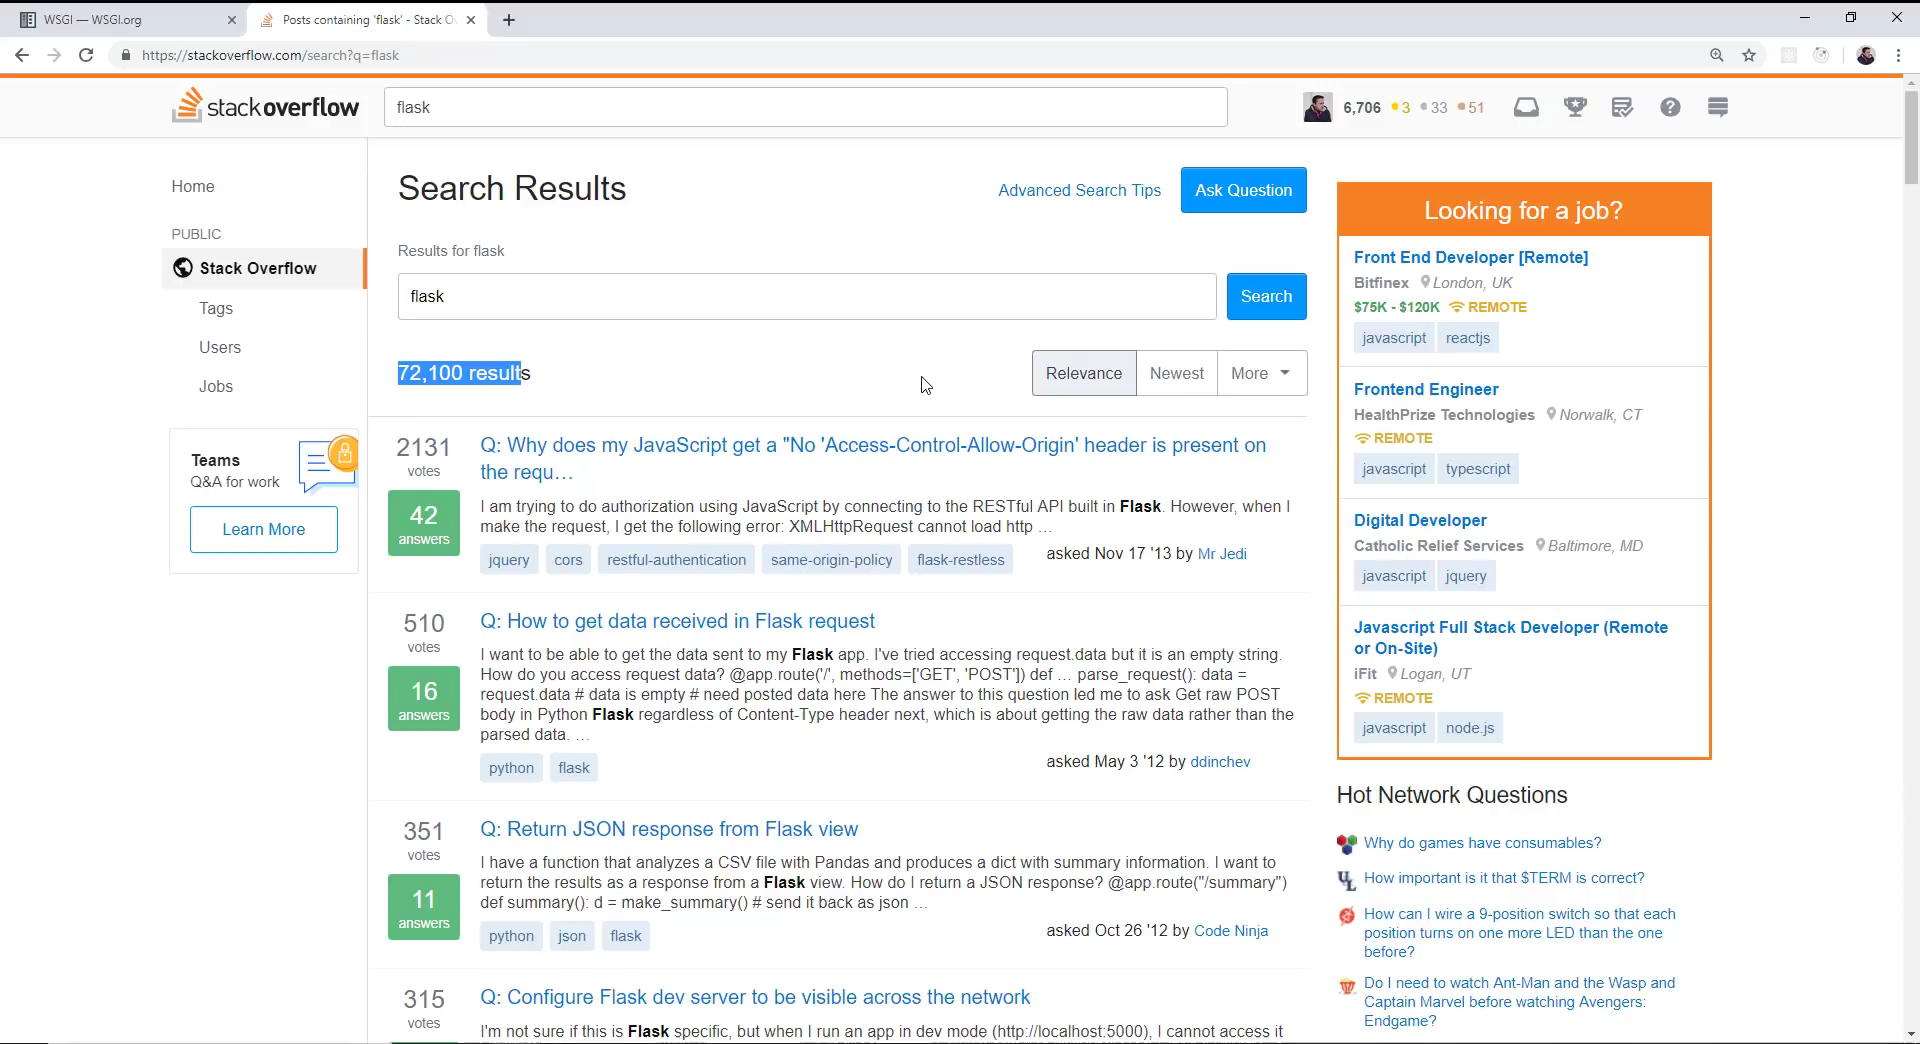 WSGI — WSGI.org
Posts containing 'flask' - Stack O
https://stackoverflow.com/search?q=flask
stackoverflow
flask
6,706 3 33 51
Home
PUBLIC
Stack Overflow
Tags
Users
Jobs
Teams
Q&A for work
Learn More
Search Results
Advanced Search Tips
Ask Question
Results for flask
flask
Search
72,100 results
Relevance
Newest
More
2131
votes
42
answers
Q: Why does my JavaScript get a "No 'Access-Control-Allow-Origin' header is present on
the requ…
I am trying to do authorization using JavaScript by connecting to the RESTful API built in Flask. However, when I
make the request, I get the following error: XMLHttpRequest cannot load http …
jquery cors restful-authentication same-origin-policy flask-restless
asked Nov 17 '13 by Mr Jedi
510
votes
16
answers
Q: How to get data received in Flask request
I want to be able to get the data sent to my Flask app. I've tried accessing request.data but it is an empty string.
How do you access request data? @app.route('/', methods=['GET', 'POST']) def … parse_request(): data =
request.data # data is empty # need posted data here The answer to this question led me to ask Get raw POST
body in Python Flask regardless of Content-Type header next, which is about getting the raw data rather than the
parsed data. …
python flask
asked May 3 '12 by ddinchev
351
votes
11
answers
Q: Return JSON response from Flask view
I have a function that analyzes a CSV file with Pandas and produces a dict with summary information. I want to
return the results as a response from a Flask view. How do I return a JSON response? @app.route("/summary")
def summary(): d = make_summary() # send it back as json …
python json flask
asked Oct 26 '12 by Code Ninja
315
votes
Q: Configure Flask dev server to be visible across the network
I'm not sure if this is Flask specific, but when I run an app in dev mode (http://localhost:5000), I cannot access it
Looking for a job?
Front End Developer [Remote]
Bitfinex London, UK
$75K - $120K REMOTE
javascript reactjs
Frontend Engineer
HealthPrize Technologies Norwalk, CT
REMOTE
javascript typescript
Digital Developer
Catholic Relief Services Baltimore, MD
javascript jquery
Javascript Full Stack Developer (Remote
or On-Site)
iFit Logan, UT
REMOTE
javascript node.js
Hot Network Questions
Why do games have consumables?
How important is it that $TERM is correct?
How can I wire a 9-position switch so that each
position turns on one more LED than the one
before?
Do I need to watch Ant-Man and the Wasp and
Captain Marvel before watching Avengers:
Endgame?